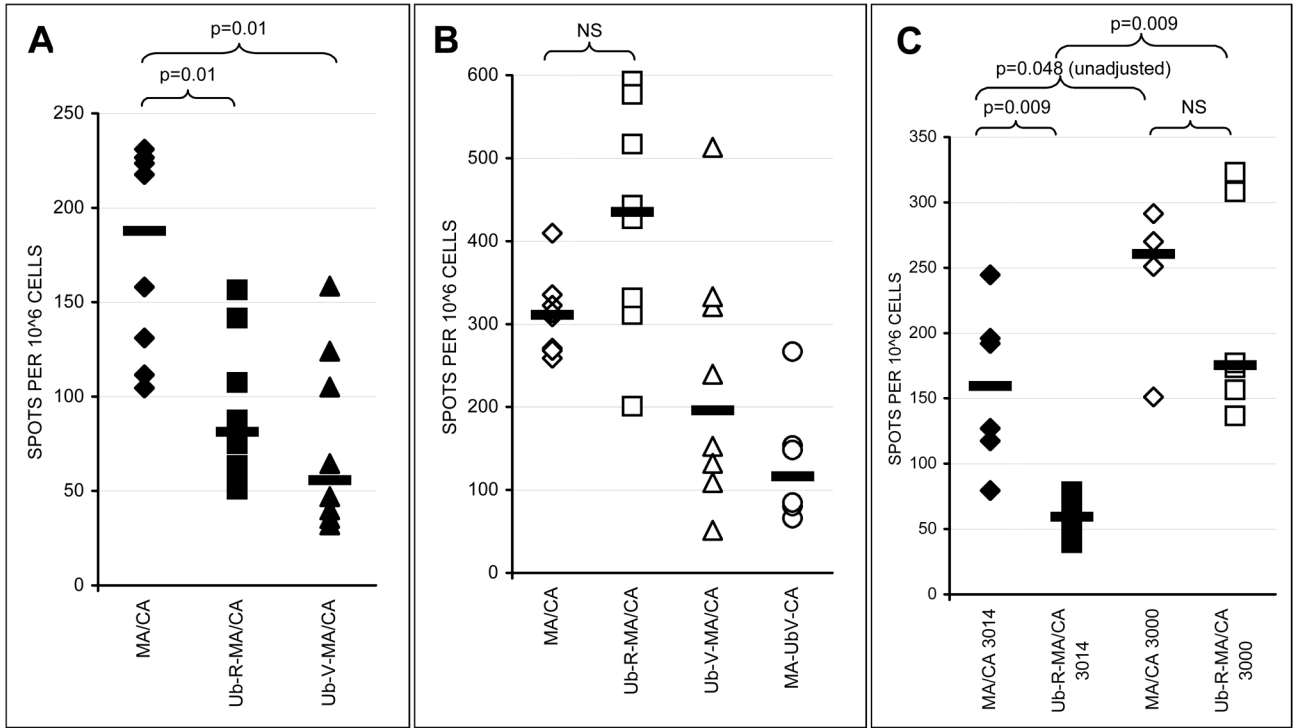 A
p=0.01
p=0.01
250
200
150
100
50
0
SPOTS PER 10^6 CELLS
MA/CA
Ub-R-MA/CA
Ub-V-MA/CA
B
NS
600
500
400
300
200
100
0
SPOTS PER 10^6 CELLS
MA/CA
Ub-R-MA/CA
Ub-V-MA/CA
MA-UbV-CA
C
p=0.009
p=0.048 (unadjusted)
p=0.009
NS
350
300
250
200
150
100
50
0
SPOTS PER 10^6 CELLS
MA/CA 3014
Ub-R-MA/CA
3014
MA/CA 3000
Ub-R-MA/CA
3000